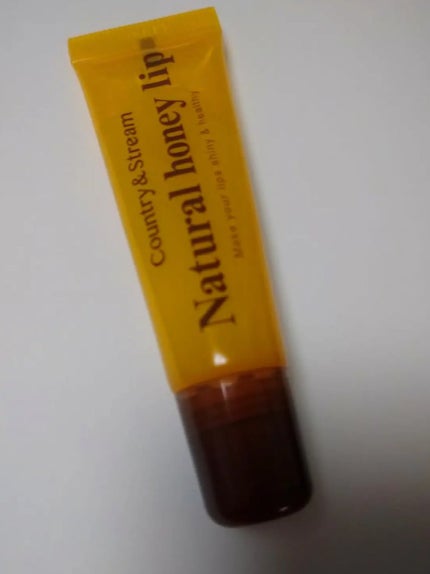 Country&Stream
Natural honey lip
Make your lips shiny & healthy